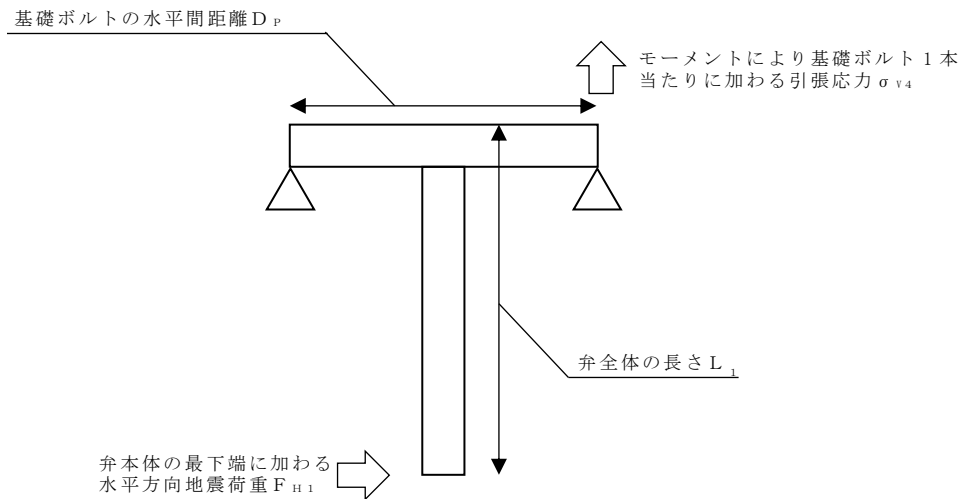 基礎ボルトの水平間距離DP
モーメントにより基礎ボルト1本
当たりに加わる引張応力σV4
弁全体の長さL1
弁本体の最下端に加わる
水平方向地震荷重FH1